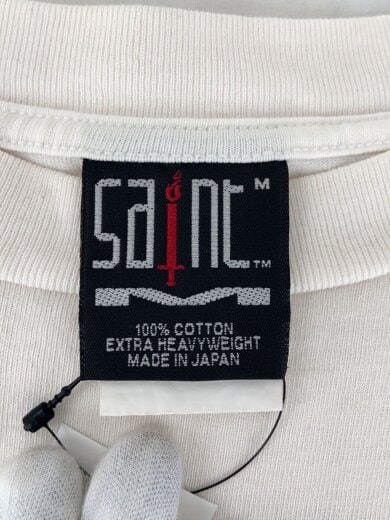 saint M
TM
100% COTTON
EXTRA HEAVYWEIGHT
MADE IN JAPAN